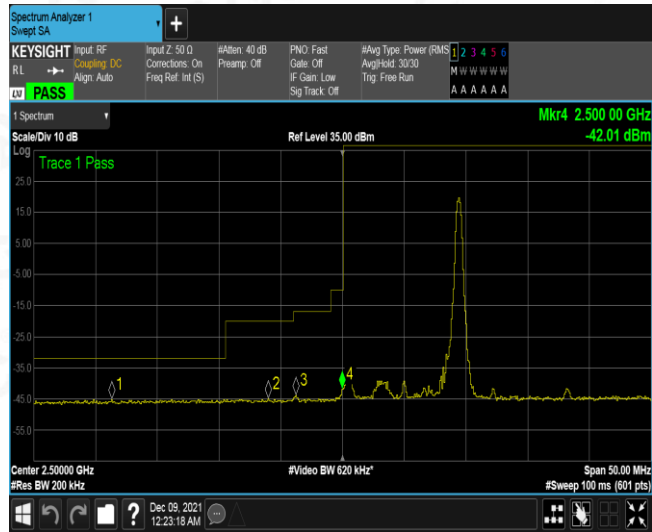 Spectrum Analyzer 1
Swept SA
+
KEYSIGHT
RL
LXI PASS
Input: RF
Coupling: DC
Align: Auto
Input Z: 50 Ω
Corrections: On
Freq Ref: Int (S)
#Atten: 40 dB
Preamp: Off
PNO: Fast
Gate: Off
IF Gain: Low
Sig Track: Off
#Avg Type: Power (RMS
Avg|Hold: 30/30
Trig: Free Run
1 2 3 4 5 6
M W W W W W
A A A A A A
1 Spectrum
Mkr4 2.500 00 GHz
Scale/Div 10 dB
Ref Level 35.00 dBm
-42.01 dBm
Log
Trace 1 Pass
25.0
15.0
5.00
-5.00
-15.0
-25.0
-35.0
1
2
3
4
-45.0
-55.0
Center 2.50000 GHz
#Video BW 620 kHz*
Span 50.00 MHz
#Res BW 200 kHz
#Sweep 100 ms (601 pts)
?
Dec 09, 2021
12:23:18 AM